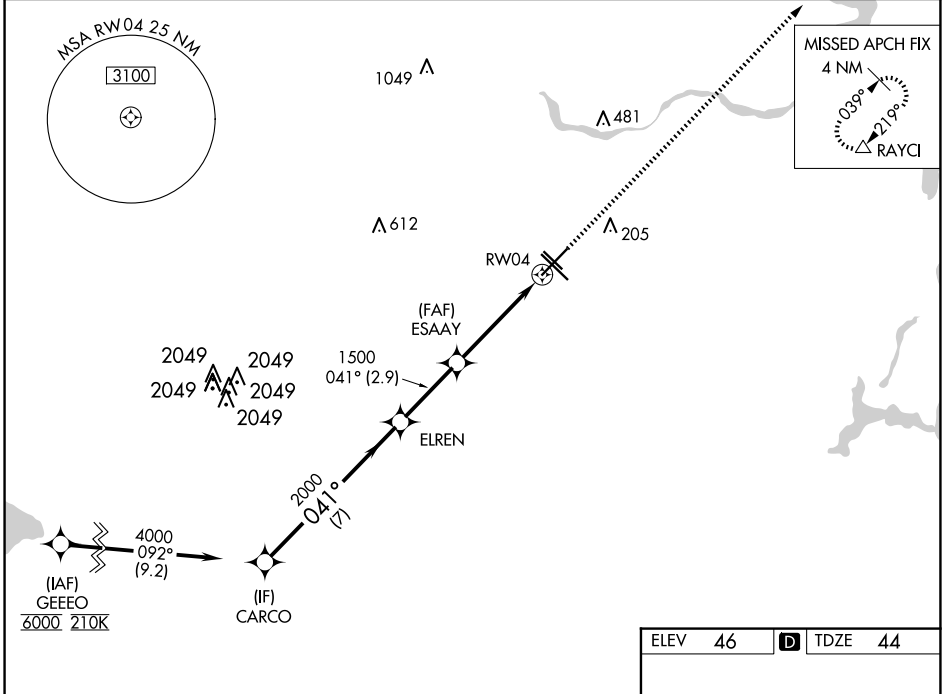 MSA RW04 25 NM
3100
1049
481
MISSED APCH FIX
4 NM
039°
219°
RAYCI
612
205
RW04
(FAF)
ESAAY
1500
041° (2.9)
2049
2049
2049
2049
2049
ELREN
2000
041°
(7)
4000
092°
(9.2)
(IAF)
GEEEO
6000 210K
(IF)
CARCO
ELEV 46 D TDZE 44